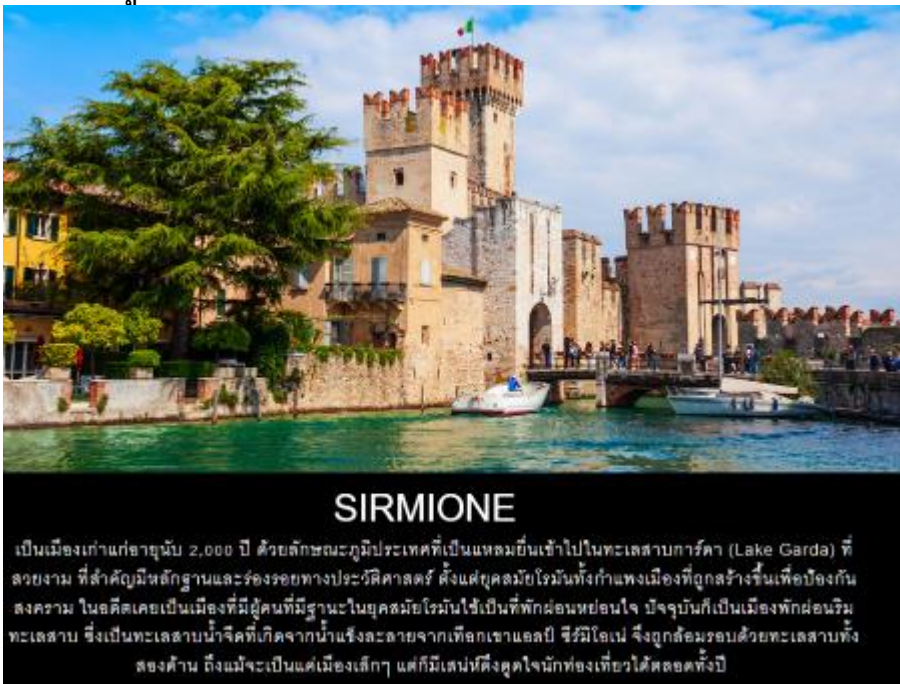 SIRMIONE
เป็นเมืองเก่าแก่อายุนับ 2,000 ปี ด้วยลักษณะภูมิประเทศที่เป็นแหลมยื่นเข้าไปในทะเลสาบการ์ดา (Lake Garda) ที่
สวยงาม ที่สำคัญมีหลักฐานและร่องรอยทางประวัติศาสตร์ ตั้งแต่ยุคสมัยโรมันทั้งกำแพงเมืองที่ถูกสร้างขึ้นเพื่อป้องกัน
สงคราม ในอดีตเคยเป็นเมืองที่มีผู้คนที่มีฐานะในยุคสมัยโรมันใช้เป็นที่พักผ่อนหย่อนใจ ปัจจุบันก็เป็นเมืองพักผ่อนริม
ทะเลสาบ ซึ่งเป็นทะเลสาบน้ำจืดที่เกิดจากน้ำแข็งละลายจากเทือกเขาแอลป์ ซีร์มิโอเน่ จึงถูกล้อมรอบด้วยทะเลสาบทั้ง
สองด้าน ถึงแม้จะเป็นแค่เมืองเล็กๆ แต่ก็มีเสน่ห์ดึงดูดใจนักท่องเที่ยวได้ตลอดทั้งปี